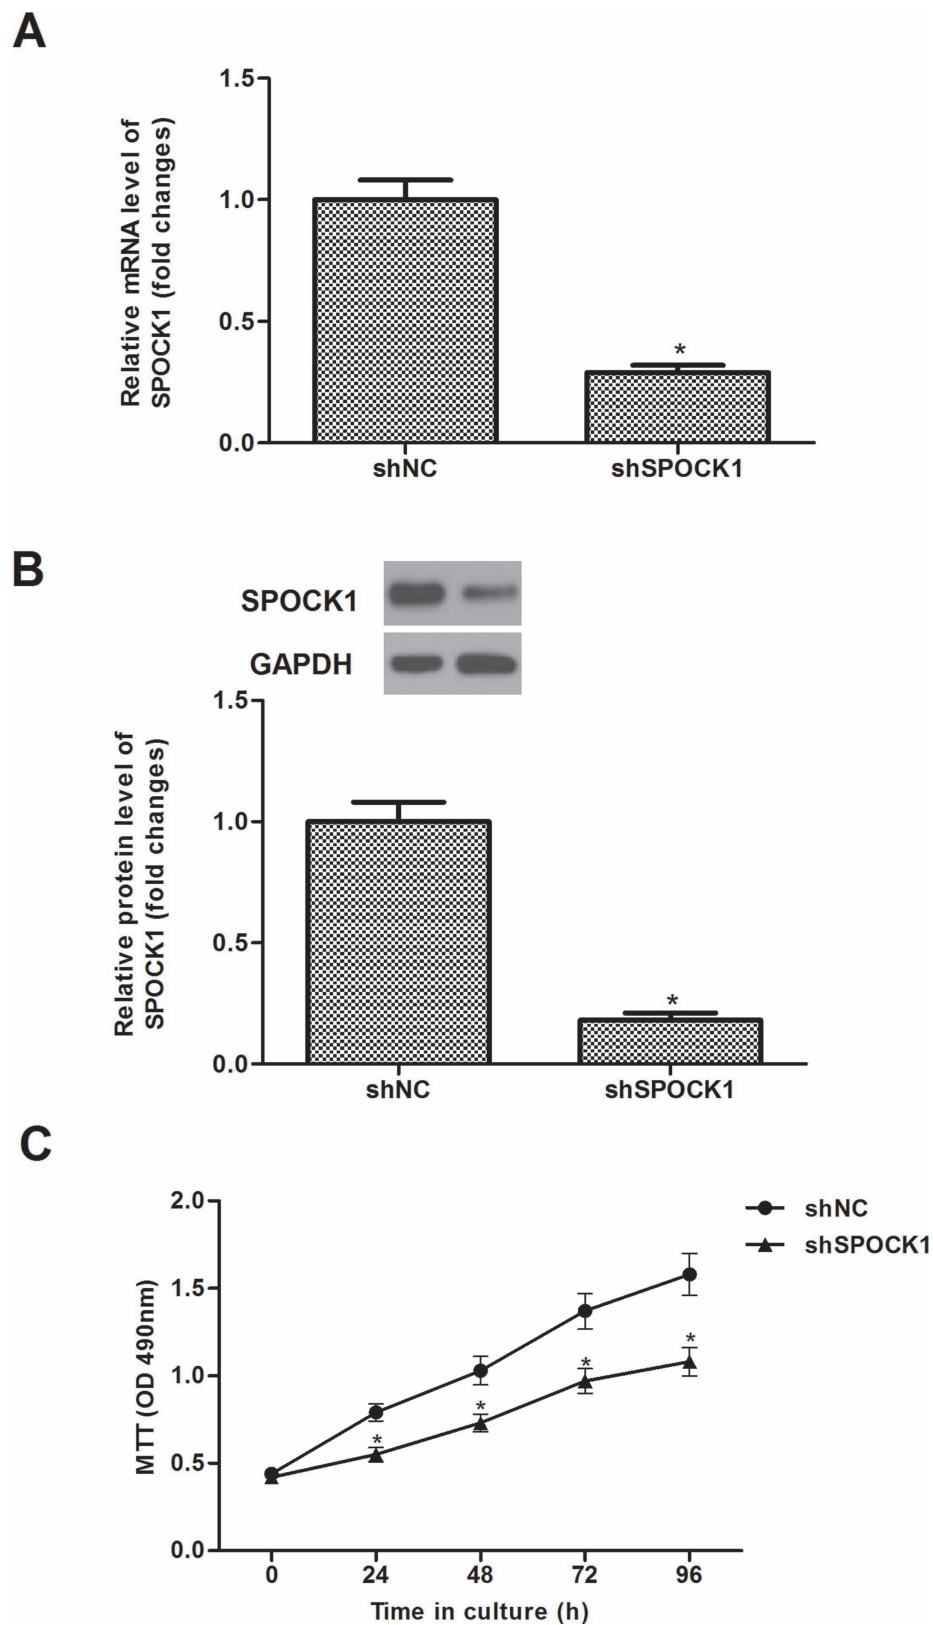 A
Relative mRNA level of
SPOCK1 (fold changes)
1.5
1.0
0.5
0.0
*
shNC
shSPOCK1
B
SPOCK1
GAPDH
Relative protein level of
SPOCK1 (fold changes)
1.5
1.0
0.5
0.0
*
shNC
shSPOCK1
C
MTT (OD 490nm)
2.0
1.5
1.0
0.5
0.0
shNC
shSPOCK1
* * * *
0 24 48 72 96
Time in culture (h)